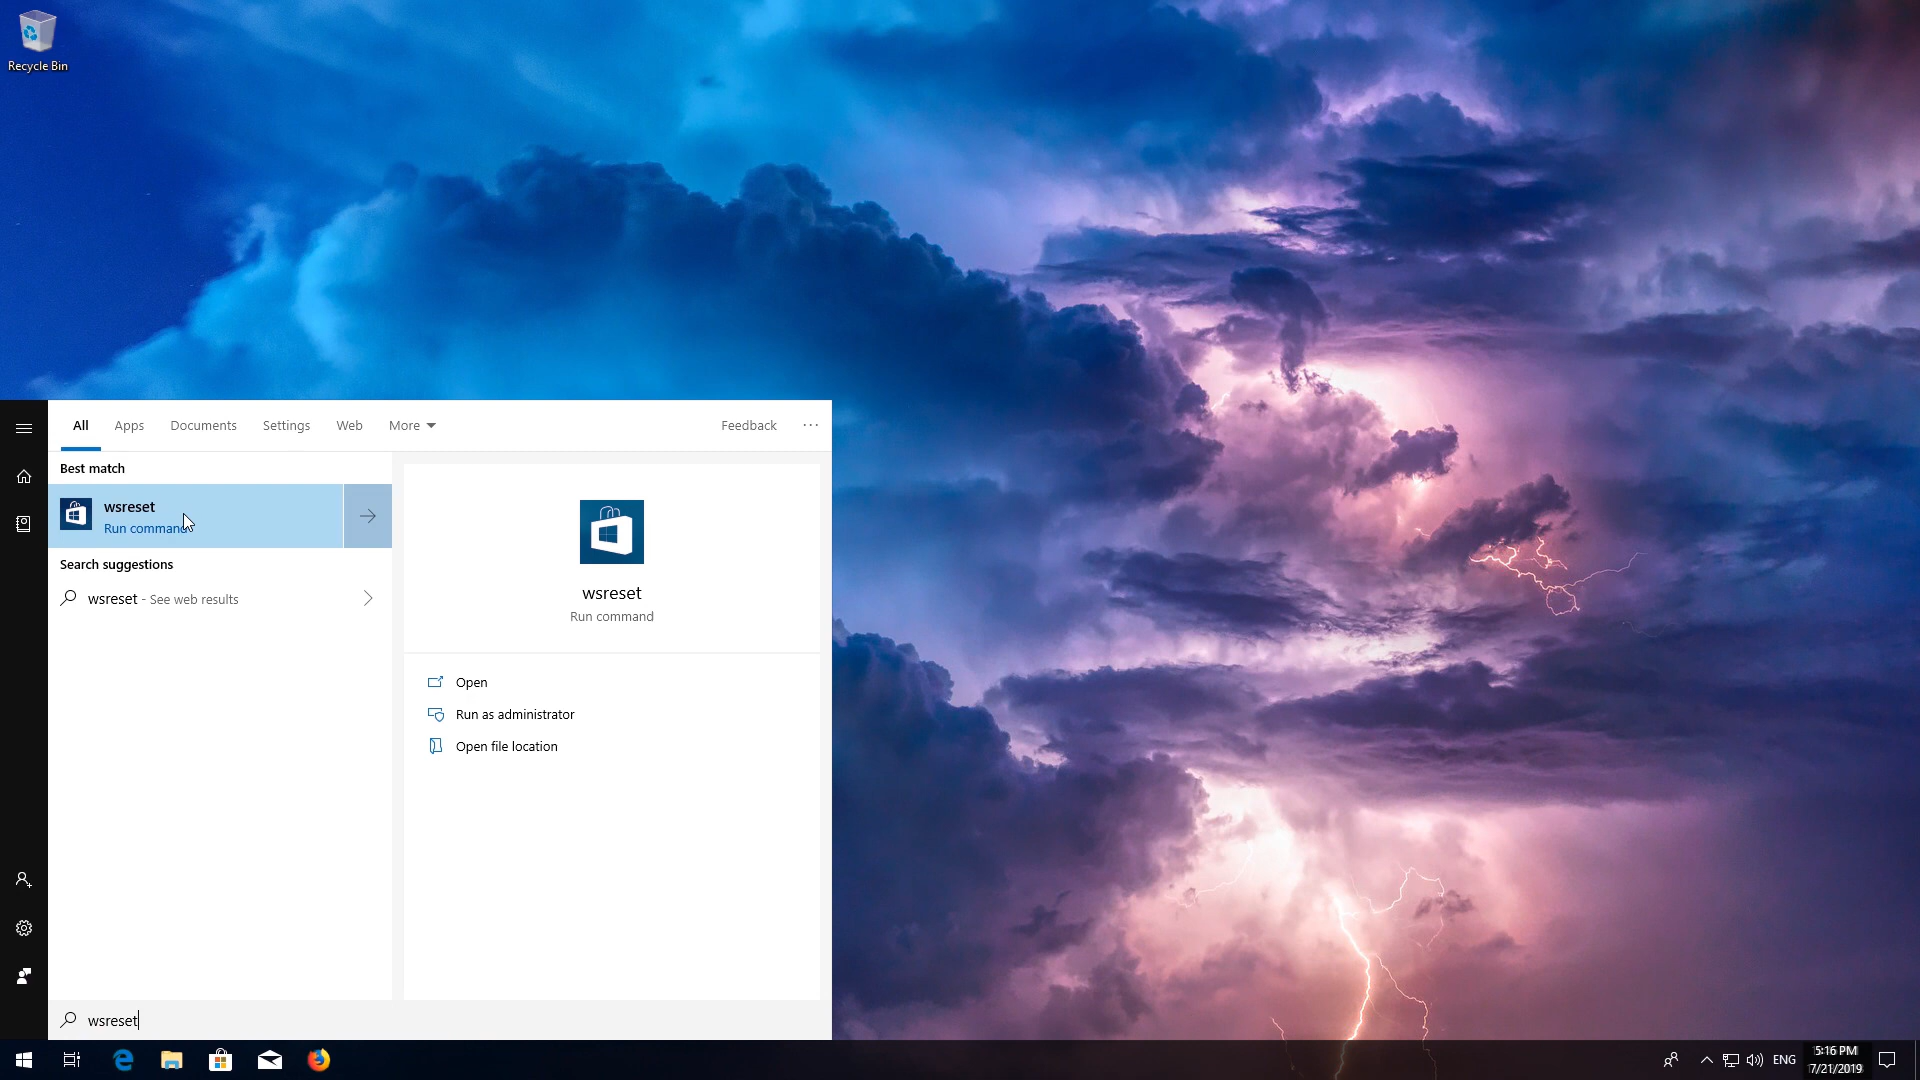 Recycle Bin
All Apps Documents Settings Web More Feedback ...
Best match
wsreset
Run command
Search suggestions
wsreset - See web results
wsreset
Run command
Open
Run as administrator
Open file location
wsreset
ENG
5:16 PM
7/21/2019